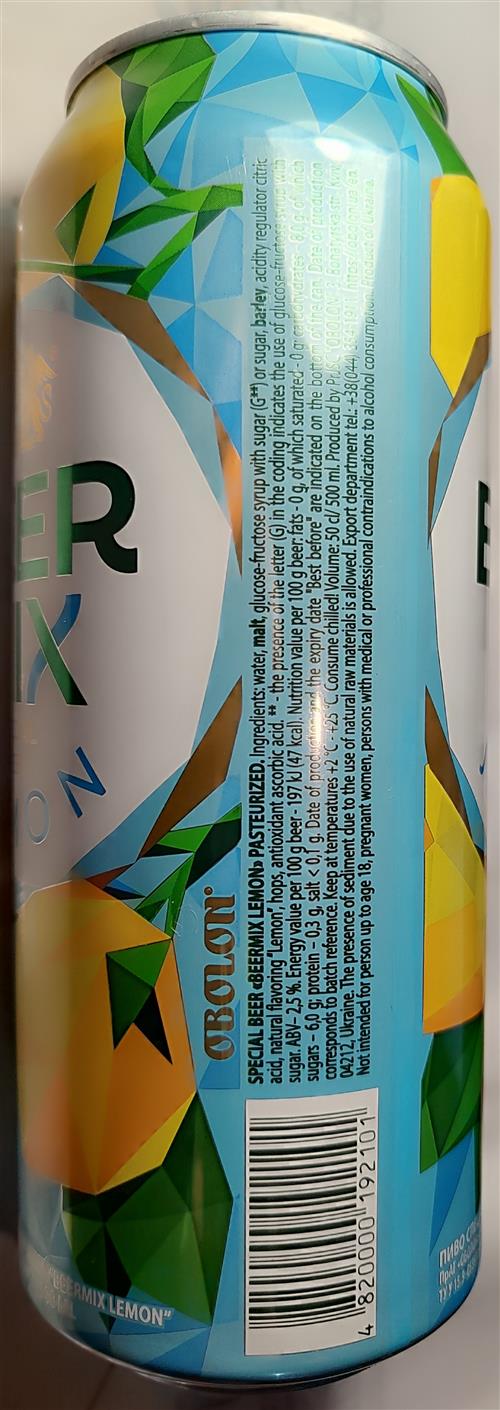 ER
IX
ON
OBOLON
SPECIAL BEER «BEERMIX LEMON» PASTEURIZED. Ingredients: water, malt, glucose-fructose syrup with sugar (G**) or sugar, barley, acidity regulator citric
acid, natural flavoring "Lemon", hops, antioxidant ascorbic acid. ** - the presence of the letter (G) in the coding indicates the use of glucose-fructose syrup with
sugar. ABV– 2,5 %. Energy value per 100 g beer - 197 kJ (47 kcal). Nutrition value per 100 g beer: fats - 0 g, of which saturated - 0 g; carbohydrates - 8,0 g, of which
sugars – 6,0 g; protein – 0,3 g, salt < 0,1 g. Date of production and the expiry date "Best before" are indicated on the bottom of the can. Date of production
corresponds to batch reference. Keep at temperatures +2 °C - +25 °C. Consume chilled! Volume: 50 cl/ 500 ml. Produced by PrJSC "OBOLON", 3, Bohatyrska str., Kyiv,
04212, Ukraine. The presence of sediment due to the use of natural raw materials is allowed. Export department tel.: +38(044)
Not intended for person up to age 18, pregnant women, persons with medical or professional contraindications to alcohol consumption. Product of Ukraine.
4 820000 192101
"BEERMIX LEMON"
ПИВО